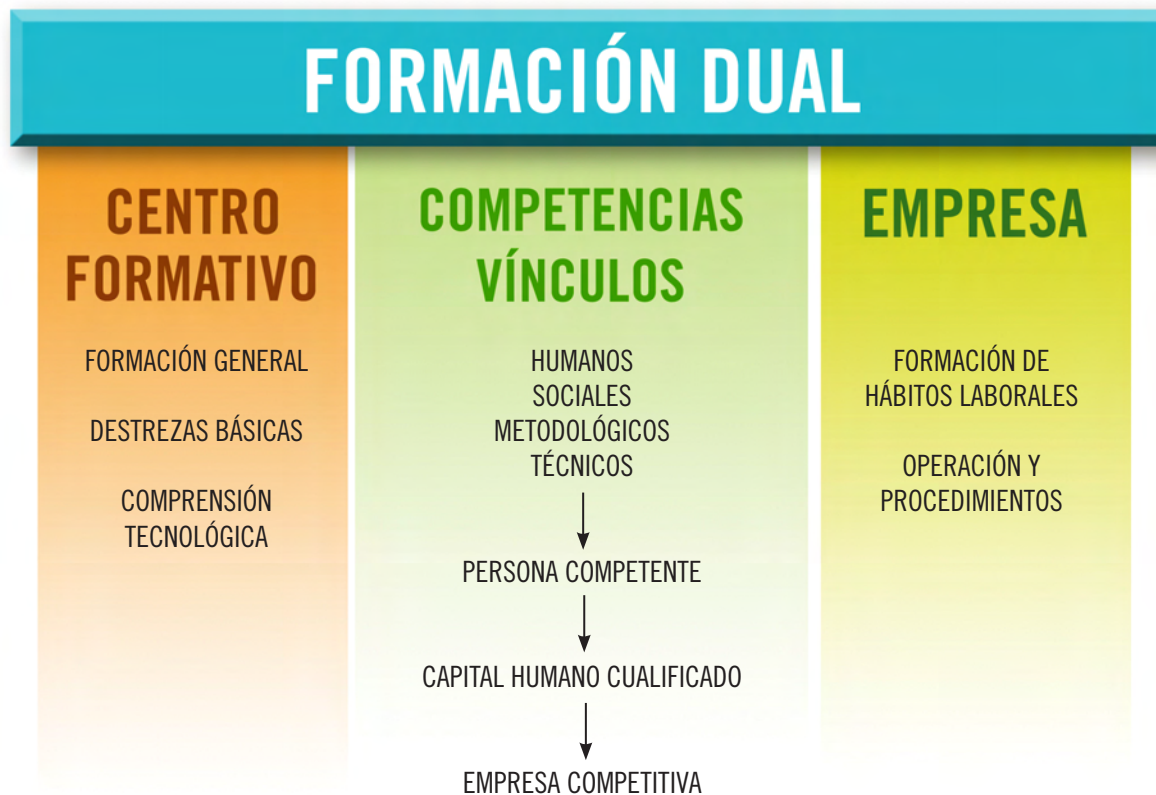 FORMACIÓN DUAL
CENTRO
FORMATIVO
FORMACIÓN GENERAL
DESTREZAS BÁSICAS
COMPRENSIÓN
TECNOLÓGICA
COMPETENCIAS
VÍNCULOS
HUMANOS
SOCIALES
METODOLÓGICOS
TÉCNICOS
PERSONA COMPETENTE
CAPITAL HUMANO CUALIFICADO
EMPRESA COMPETITIVA
EMPRESA
FORMACIÓN DE
HÁBITOS LABORALES
OPERACIÓN Y
PROCEDIMIENTOS